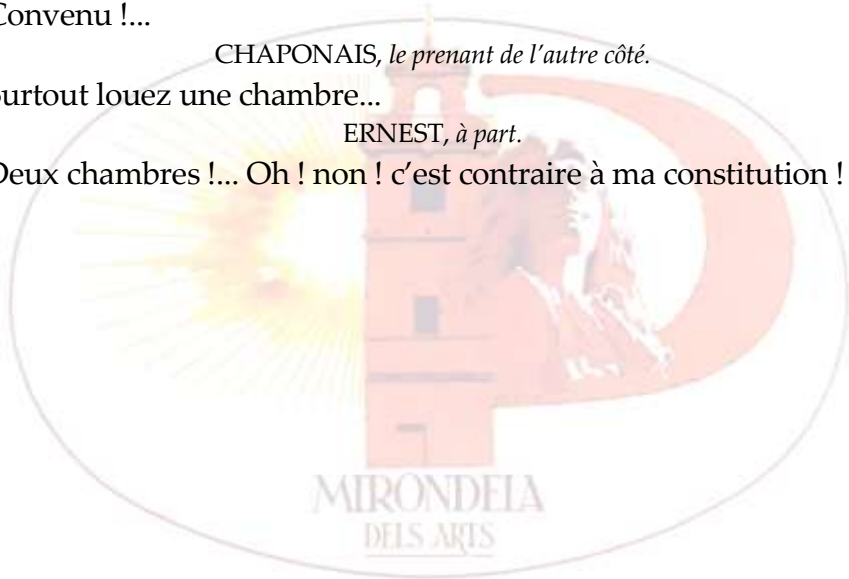 Convenu !...
CHAPONAIS, le prenant de l’autre côté.
Surtout louez une chambre...
ERNEST, à part.
Deux chambres !... Oh ! non ! c’est contraire à ma constitution !
MIRONDELA
DELS ARTS